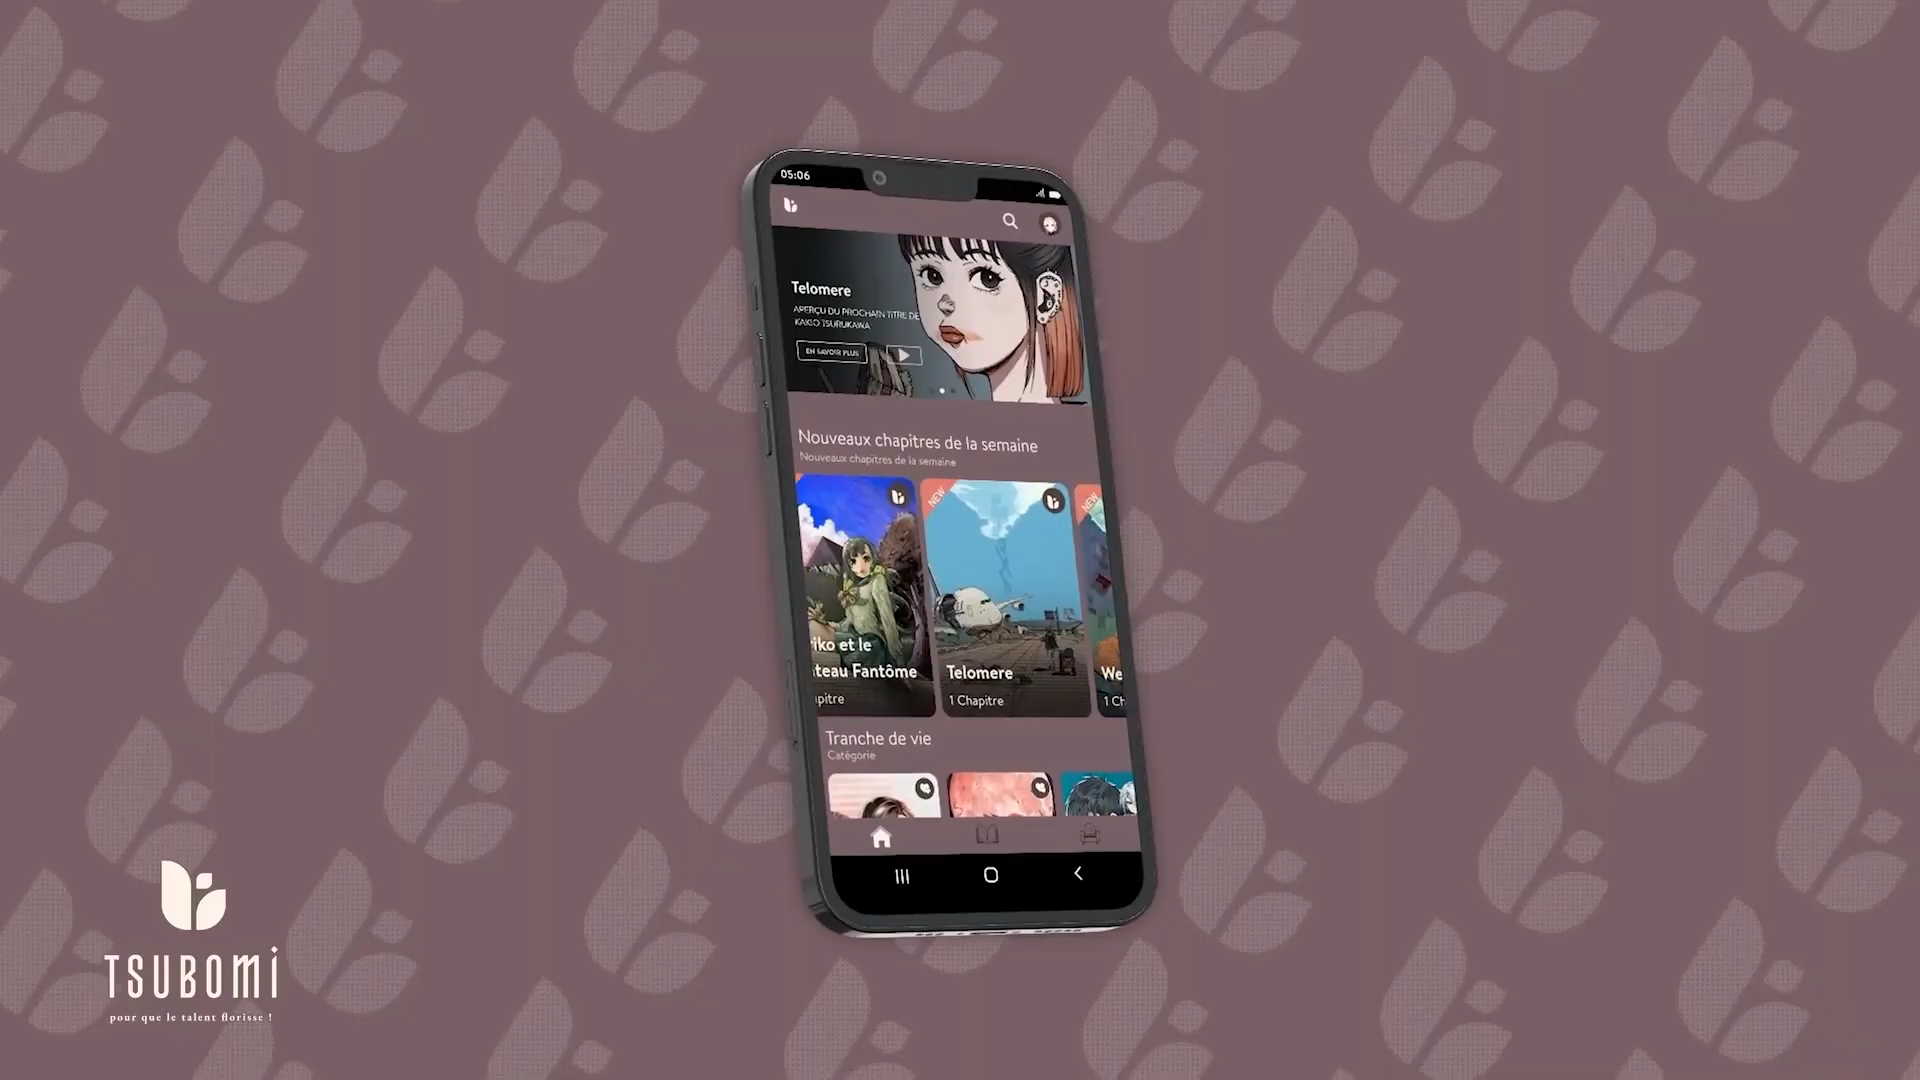 05:06
Telomere
APERÇU DU PROCHAIN TITRE DE
KAKIO TSURUKAWA
EN SAVOIR PLUS
Nouveaux chapitres de la semaine
Nouveaux chapitres de la semaine
NEW
NEW
iko et le
teau Fantôme
pitre
Telomere
1 Chapitre
We
1 Ch
Tranche de vie
Catégorie
TSUBOMi
pour que le talent florisse !